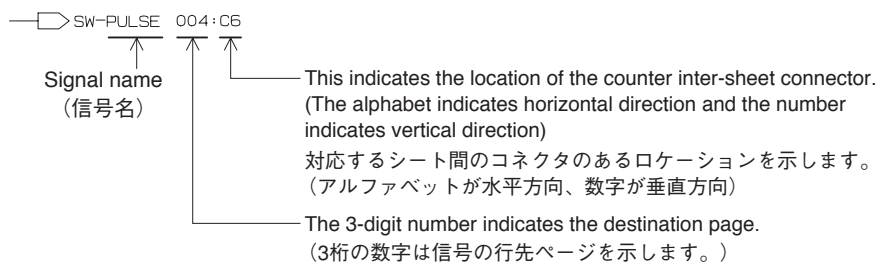 SW-PULSE 004:C6
Signal name
（信号名）
This indicates the location of the counter inter-sheet connector.
(The alphabet indicates horizontal direction and the number
indicates vertical direction)
対応するシート間のコネクタのあるロケーションを示します。
（アルファベットが水平方向、数字が垂直方向）
The 3-digit number indicates the destination page.
（3桁の数字は信号の行先ページを示します。）